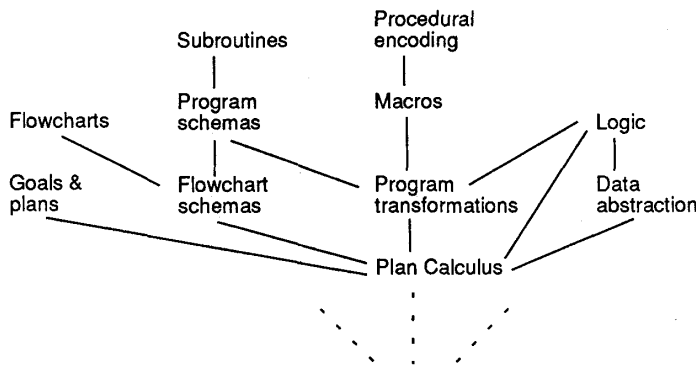 Procedural
encoding
Subroutines
Program
schemas
Macros
Flowcharts
Logic
Goals &
plans
Flowchart
schemas
Program
transformations
Data
abstraction
Plan Calculus